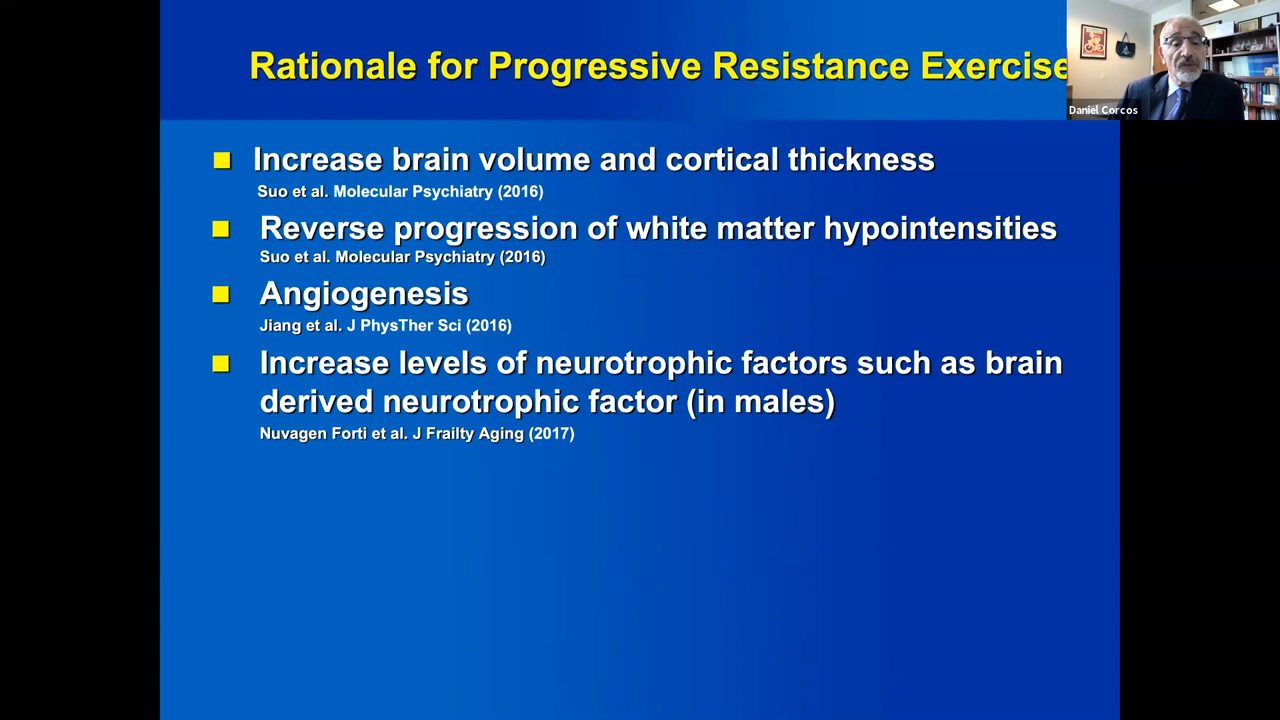 Rationale for Progressive Resistance Exercise
Daniel Corcos
Increase brain volume and cortical thickness
Suo et al. Molecular Psychiatry (2016)
Reverse progression of white matter hypointensities
Suo et al. Molecular Psychiatry (2016)
Angiogenesis
Jiang et al. J PhysTher Sci (2016)
Increase levels of neurotrophic factors such as brain
derived neurotrophic factor (in males)
Nuvagen Forti et al. J Frailty Aging (2017)